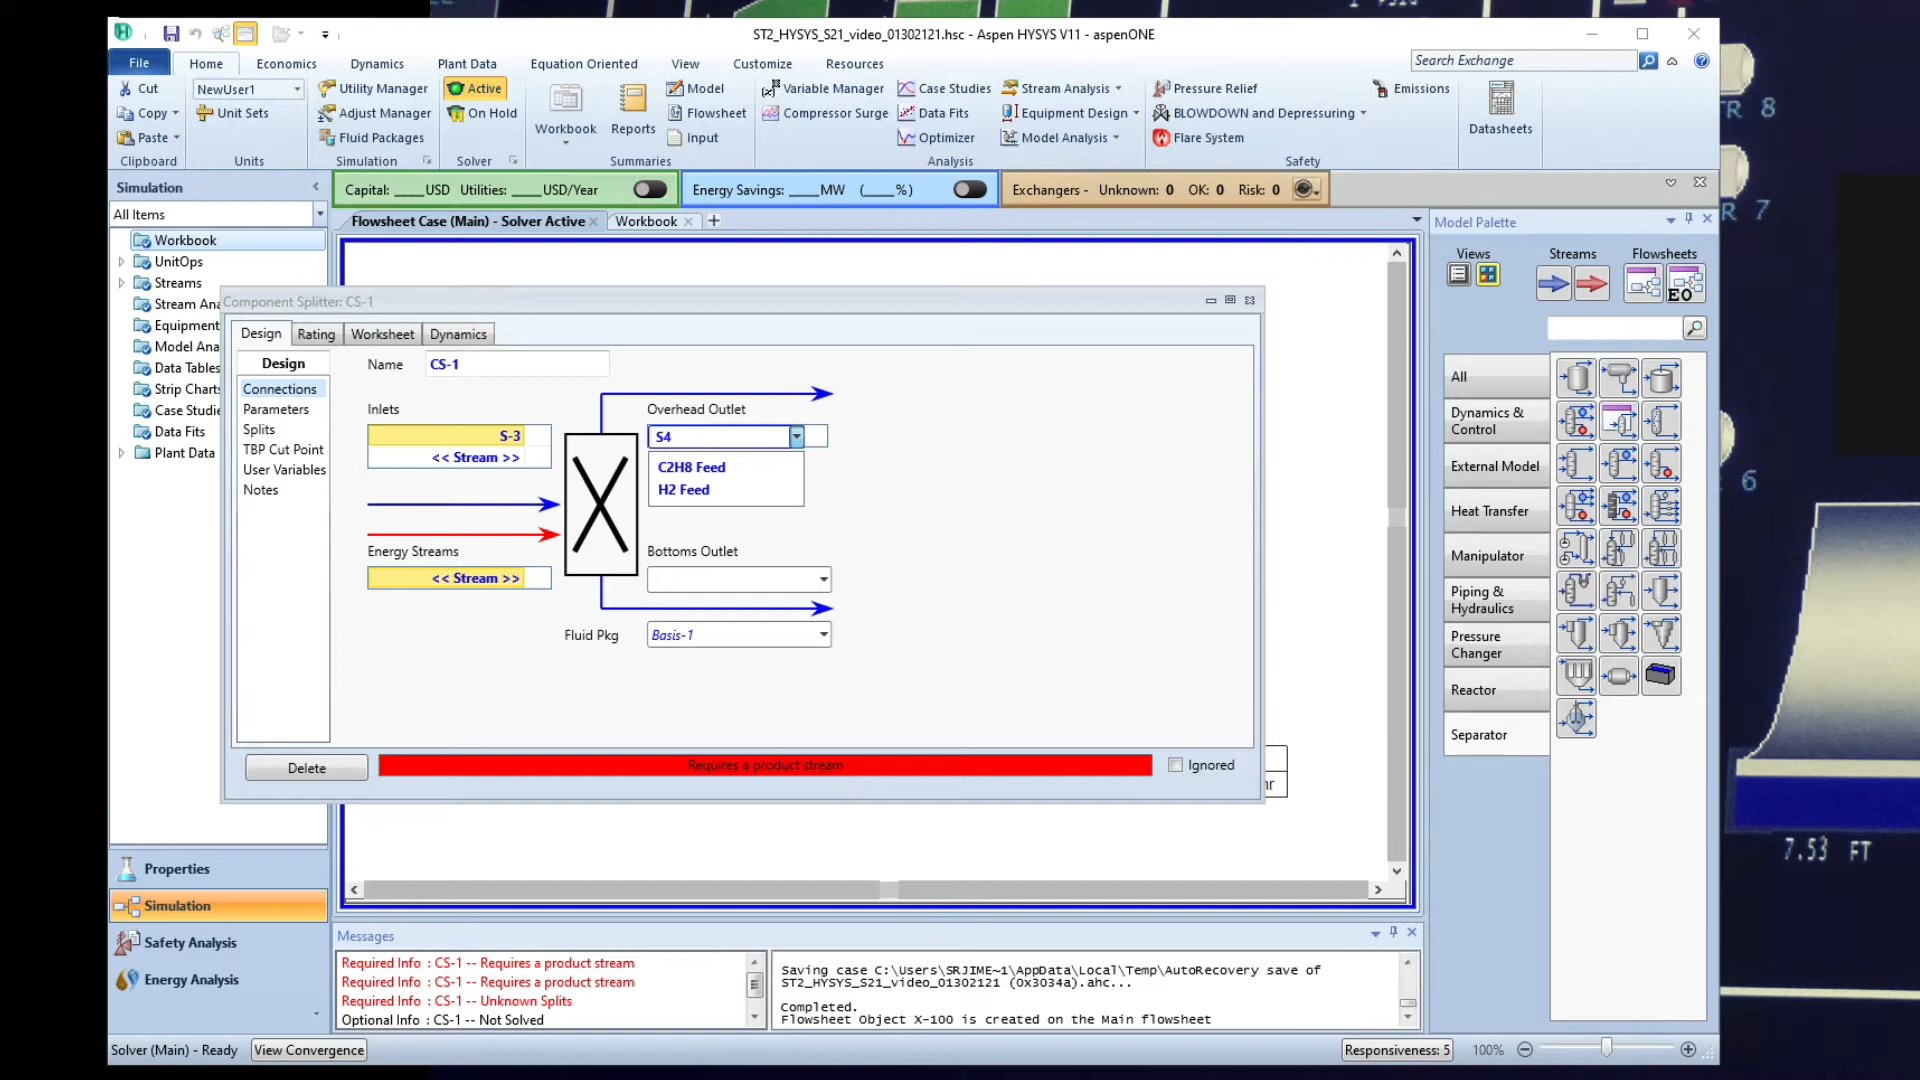 1 PSIG
ST2_HYSYS_S21_video_01302121.hsc - Aspen HYSYS V11 - aspenONE
File Home Economics Dynamics Plant Data Equation Oriented View Customize Resources
Search Exchange
Cut
Copy
Paste
Clipboard
NewUser1
Unit Sets
Units
Utility Manager
Adjust Manager
Fluid Packages
Simulation
Active
On Hold
Solver
Workbook
Reports
Model
Flowsheet
Input
Summaries
Variable Manager
Compressor Surge
Case Studies
Data Fits
Optimizer
Stream Analysis
Equipment Design
Model Analysis
Analysis
Pressure Relief
BLOWDOWN and Depressuring
Flare System
Emissions
Safety
Datasheets
Simulation
All Items
Workbook
UnitOps
Streams
Stream Ana
Equipment
Model Ana
Data Tables
Strip Charts
Case Studie
Data Fits
Plant Data
Properties
Simulation
Safety Analysis
Energy Analysis
Capital: ____USD Utilities: ____USD/Year
Energy Savings: ____MW (____%)
Exchangers - Unknown: 0 OK: 0 Risk: 0
Flowsheet Case (Main) - Solver Active
Workbook
Component Splitter: CS-1
Design Rating Worksheet Dynamics
Design
Connections
Parameters
Splits
TBP Cut Point
User Variables
Notes
Name CS-1
Inlets
S-3
<< Stream >>
Energy Streams
<< Stream >>
Overhead Outlet
S4
C2H8 Feed
H2 Feed
Bottoms Outlet
Fluid Pkg Basis-1
Delete
Requires a product stream
Ignored
Messages
Required Info : CS-1 -- Requires a product stream
Required Info : CS-1 -- Requires a product stream
Required Info : CS-1 -- Unknown Splits
Optional Info : CS-1 -- Not Solved
Saving case C:\Users\SRJIME~1\AppData\Local\Temp\AutoRecovery save of
ST2_HYSYS_S21_video_01302121 (0x3034a).ahc...
Completed.
Flowsheet Object X-100 is created on the Main flowsheet
Model Palette
Views
Streams
Flowsheets
EO
All
Dynamics &
Control
External Model
Heat Transfer
Manipulator
Piping &
Hydraulics
Pressure
Changer
Reactor
Separator
Solver (Main) - Ready
View Convergence
Responsiveness: 5
100%
TR 8
R 7
6
7.53 FT